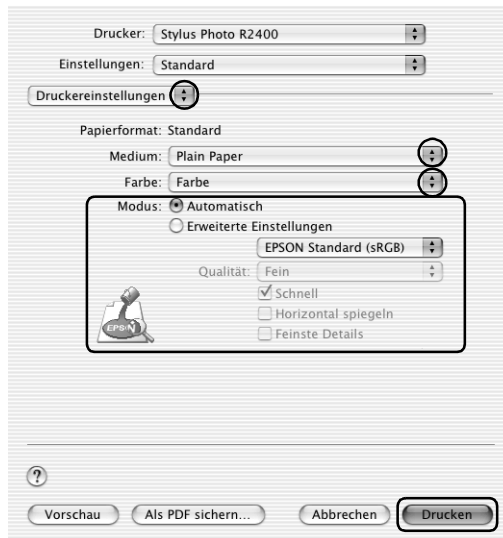 Drucker: Stylus Photo R2400
Einstellungen: Standard
Druckereinstellungen
Papierformat: Standard
Medium: Plain Paper
Farbe: Farbe
Modus: Automatisch
Erweiterte Einstellungen
EPSON Standard (sRGB)
Qualität: Fein
Schnell
Horizontal spiegeln
Feinste Details
EPSON
?
Vorschau Als PDF sichern... Abbrechen Drucken